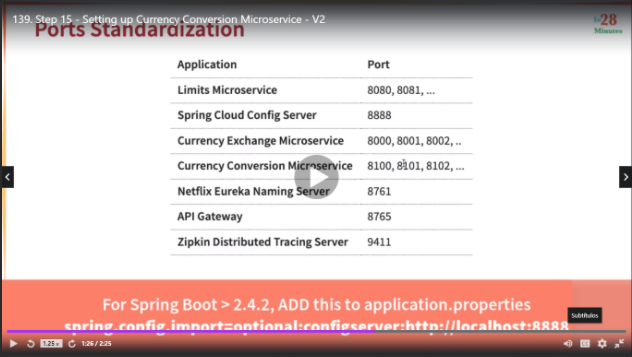 139. Step 15 - Setting up Currency Conversion Microservice - V2
Ports Standardization
in28
Minutes
Application Port
Limits Microservice 8080, 8081, ...
Spring Cloud Config Server 8888
Currency Exchange Microservice 8000, 8001, 8002, ..
Currency Conversion Microservice 8100, 8101, 8102, ...
Netflix Eureka Naming Server 8761
API Gateway 8765
Zipkin Distributed Tracing Server 9411
For Spring Boot > 2.4.2, ADD this to application.properties
spring.config.import=optional:configserver:http://localhost:8888
Subtítulos
1.25 x 1:26 / 2:25